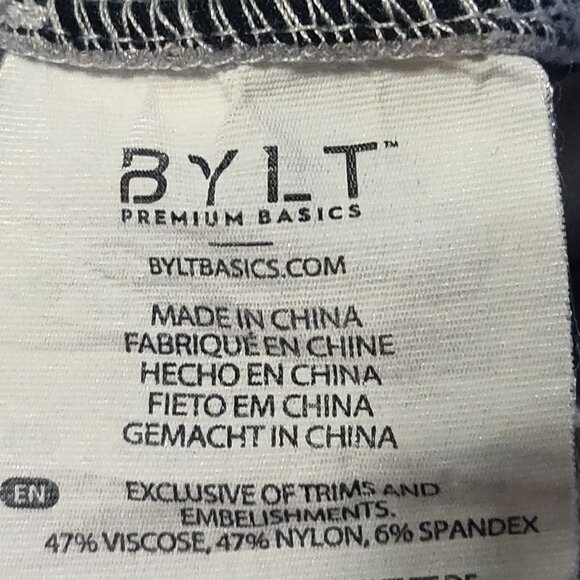 BYLT™
PREMIUM BASICS
BYLTBASICS.COM
MADE IN CHINA
FABRIQUÉ EN CHINE
HECHO EN CHINA
FIETO EM CHINA
GEMACHT IN CHINA
EN EXCLUSIVE OF TRIMS AND
EMBELISHMENTS.
47% VISCOSE, 47% NYLON, 6% SPANDEX